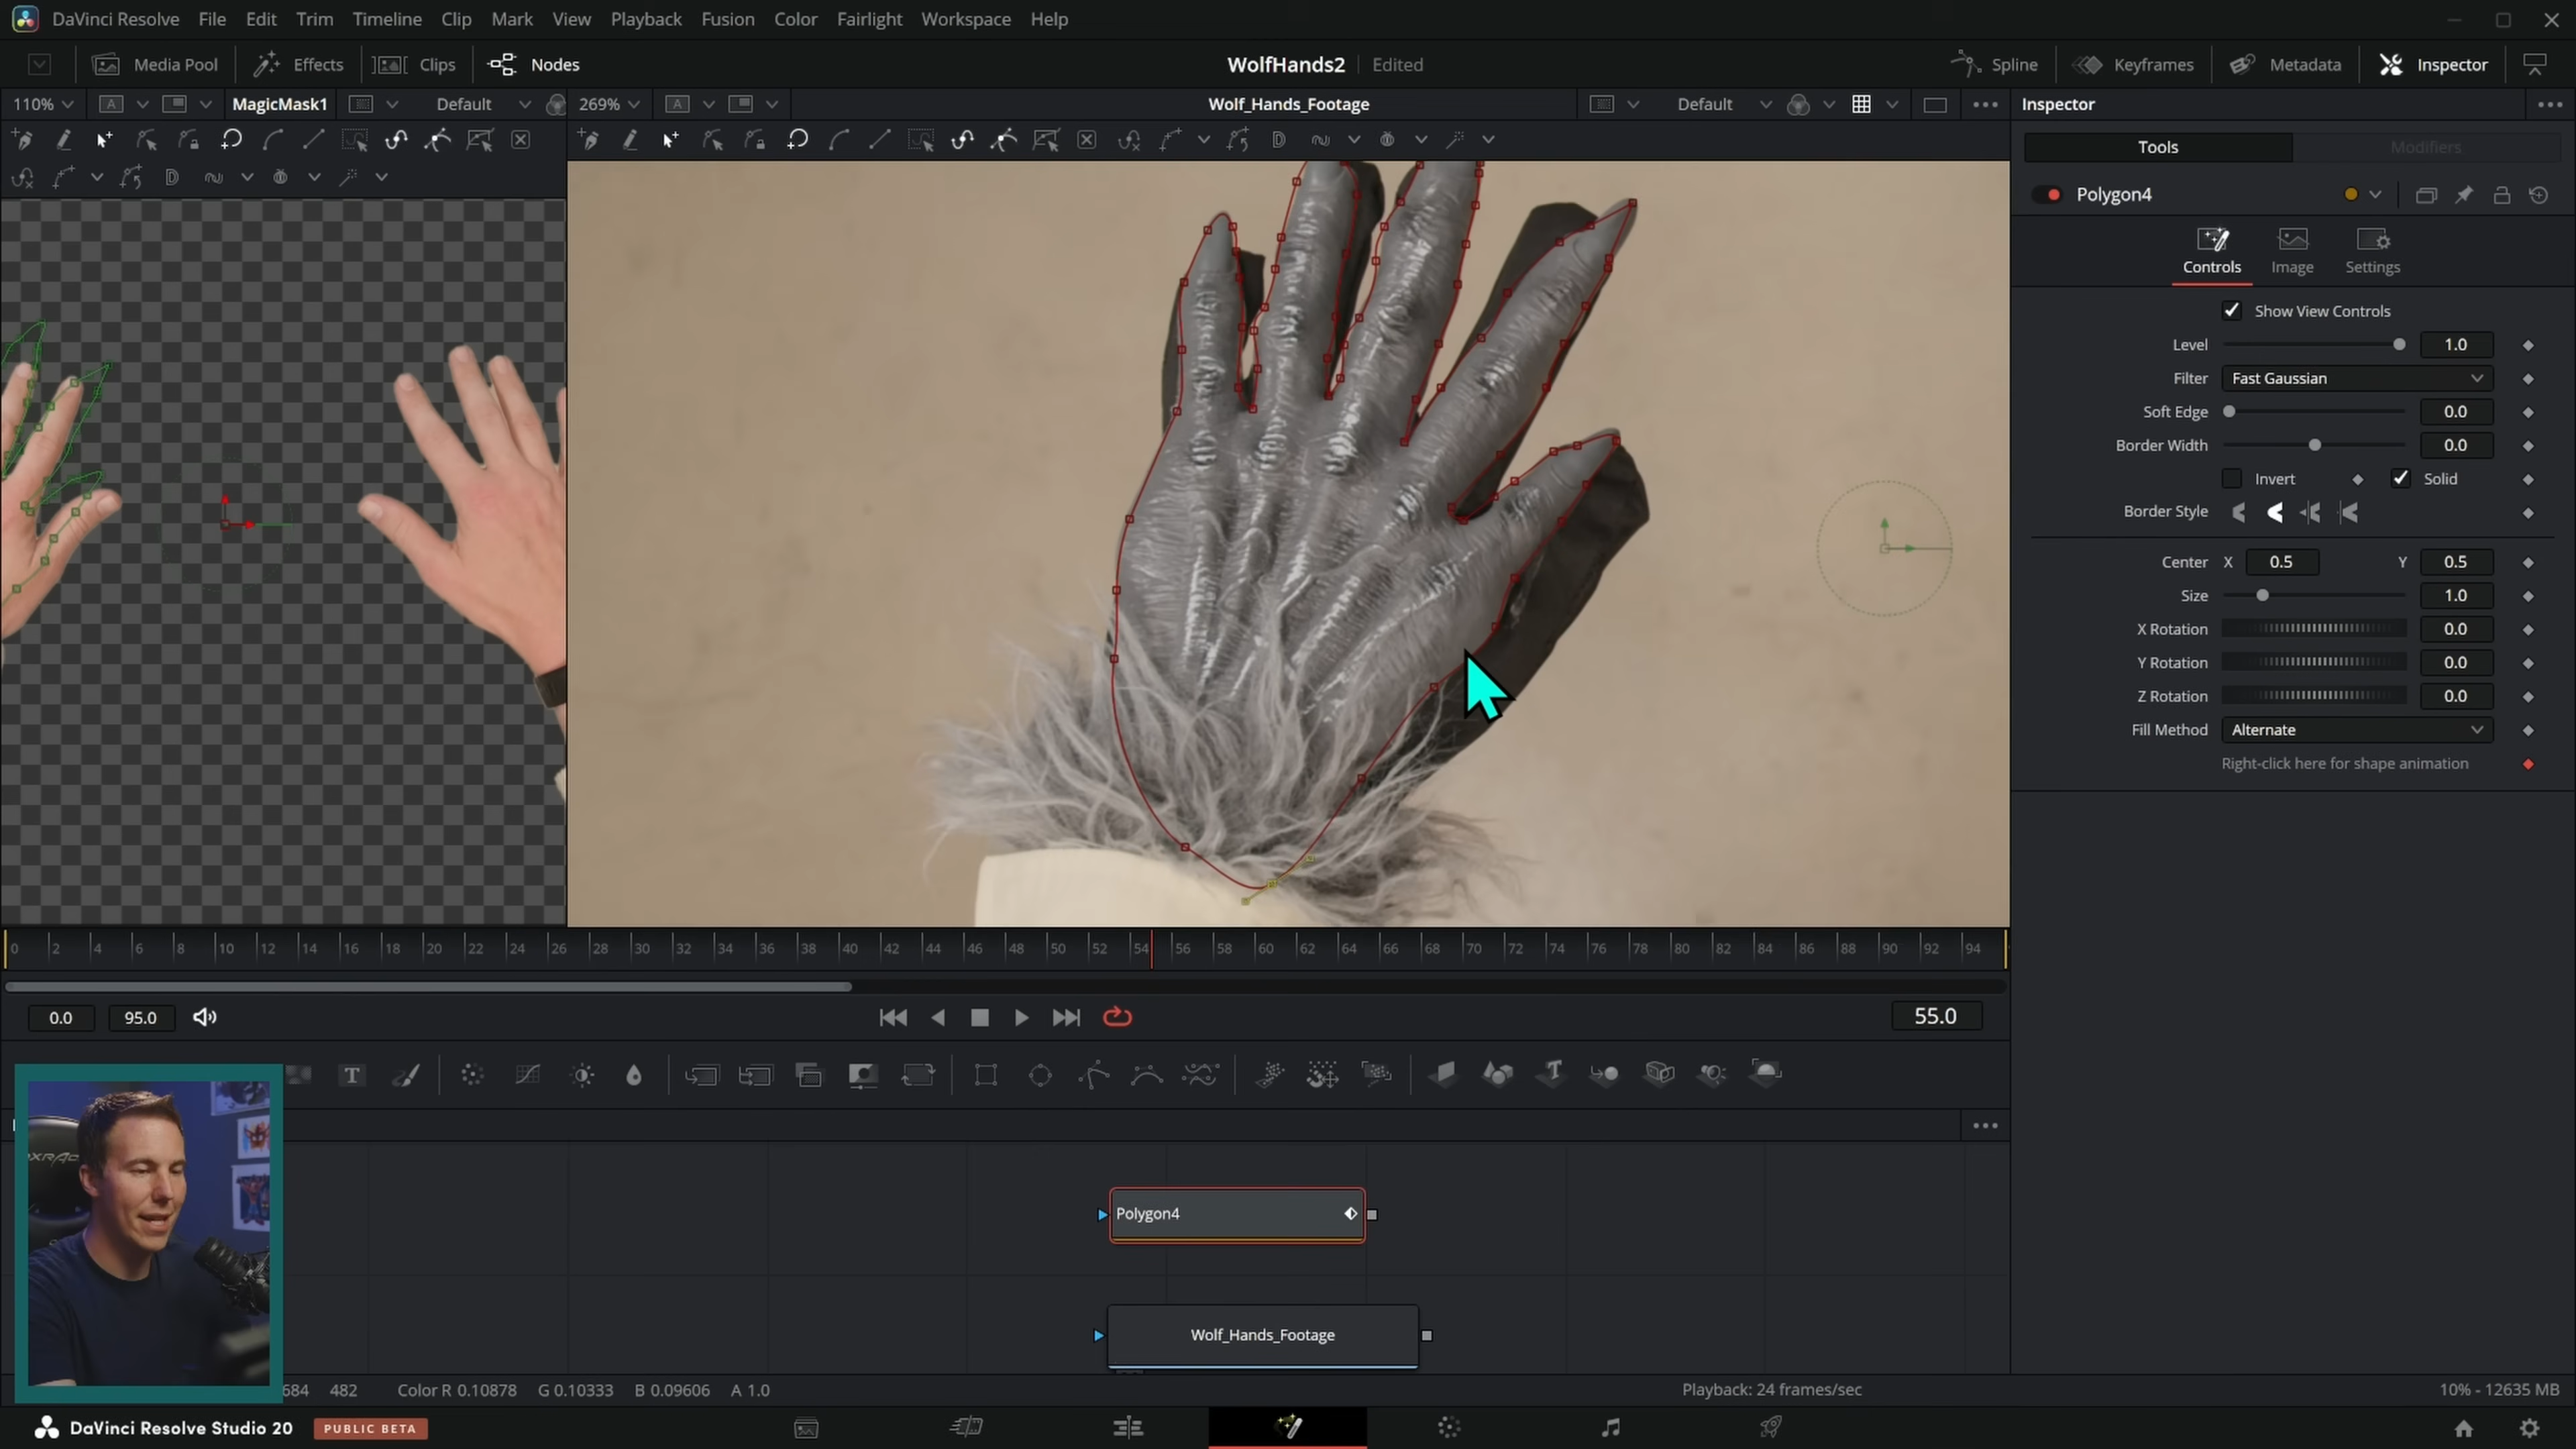 DaVinci Resolve File Edit Trim Timeline Clip Mark View Playback Fusion Color Fairlight Workspace Help
Media Pool Effects Clips Nodes WolfHands2 Edited Spline Keyframes Metadata Inspector
110% MagicMask1 Default 269% Wolf_Hands_Footage Default Inspector
Tools Modifiers
Polygon4
Controls Image Settings
Show View Controls
Level 1.0
Filter Fast Gaussian
Soft Edge 0.0
Border Width 0.0
Invert Solid
Border Style
Center X 0.5 Y 0.5
Size 1.0
X Rotation 0.0
Y Rotation 0.0
Z Rotation 0.0
Fill Method Alternate
Right-click here for shape animation
0 2 4 6 8 10 12 14 16 18 20 22 24 26 28 30 32 34 36 38 40 42 44 46 48 50 52 54 56 58 60 62 64 66 68 70 72 74 76 78 80 82 84 86 88 90 92 94
0.0 95.0 55.0
T
Polygon4
Wolf_Hands_Footage
684 482 Color R 0.10878 G 0.10333 B 0.09606 A 1.0 Playback: 24 frames/sec 10% - 12635 MB
DaVinci Resolve Studio 20 PUBLIC BETA